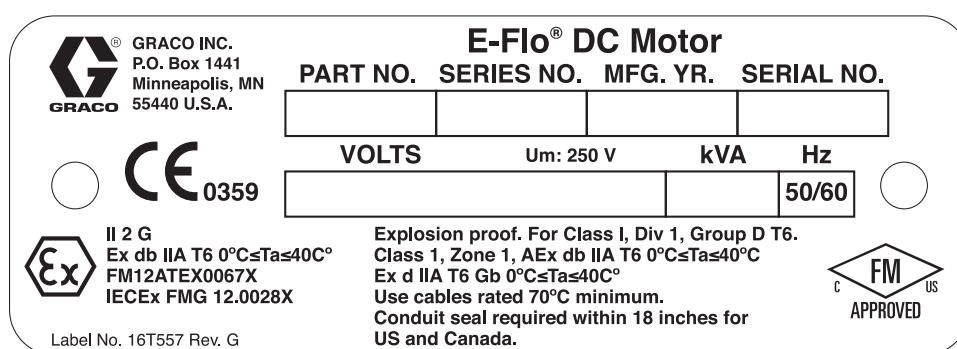 GRACO
®
GRACO INC.
P.O. Box 1441
Minneapolis, MN
55440 U.S.A.
E-Flo® DC Motor
PART NO. SERIES NO. MFG. YR. SERIAL NO.
VOLTS Um: 250 V kVA Hz
50/60
CE 0359
Ex
II 2 G
Ex db IIA T6 0°C≤Ta≤40C°
FM12ATEX0067X
IECEx FMG 12.0028X
Label No. 16T557 Rev. G
Explosion proof. For Class I, Div 1, Group D T6.
Class 1, Zone 1, AEx db IIA T6 0°C≤Ta≤40°C
Ex d IIA T6 Gb 0°C≤Ta≤40C°
Use cables rated 70°C minimum.
Conduit seal required within 18 inches for
US and Canada.
FM
C US
APPROVED